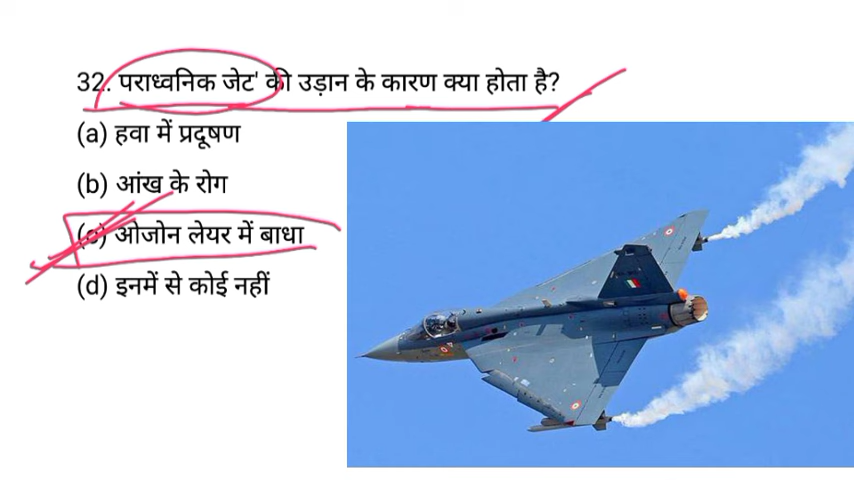 32. पराध्वनिक जेट' की उड़ान के कारण क्या होता है?
(a) हवा में प्रदूषण
(b) आंख के रोग
(c) ओजोन लेयर में बाधा
(d) इनमें से कोई नहीं